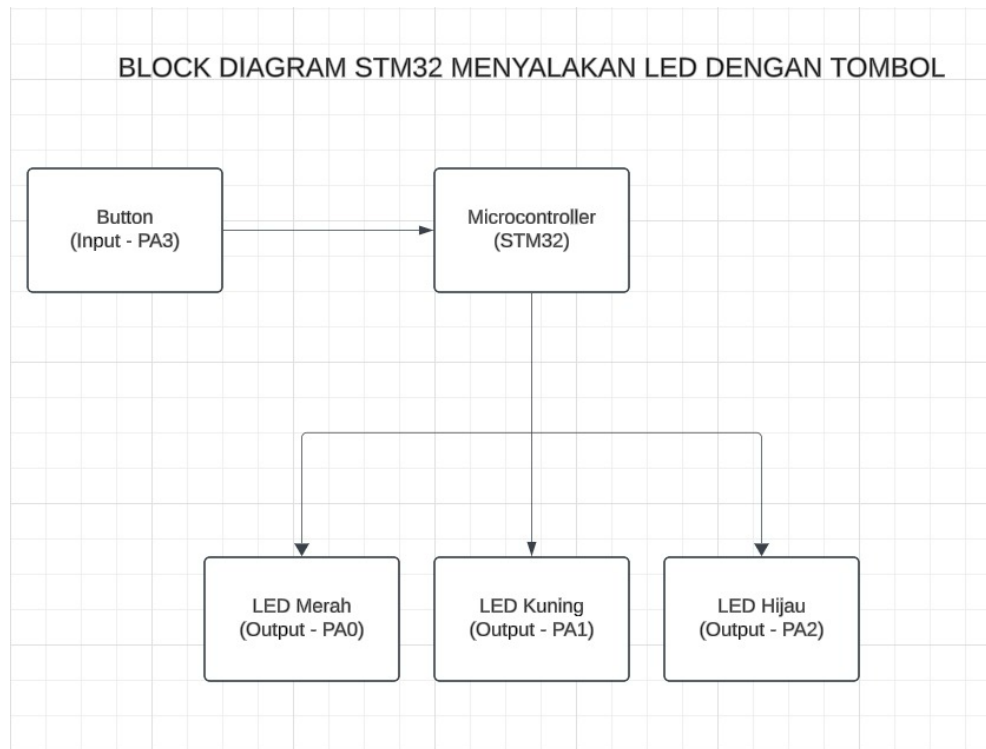 BLOCK DIAGRAM STM32 MENYALAKAN LED DENGAN TOMBOL
Button
(Input - PA3)
Microcontroller
(STM32)
LED Merah
(Output - PA0)
LED Kuning
(Output - PA1)
LED Hijau
(Output - PA2)